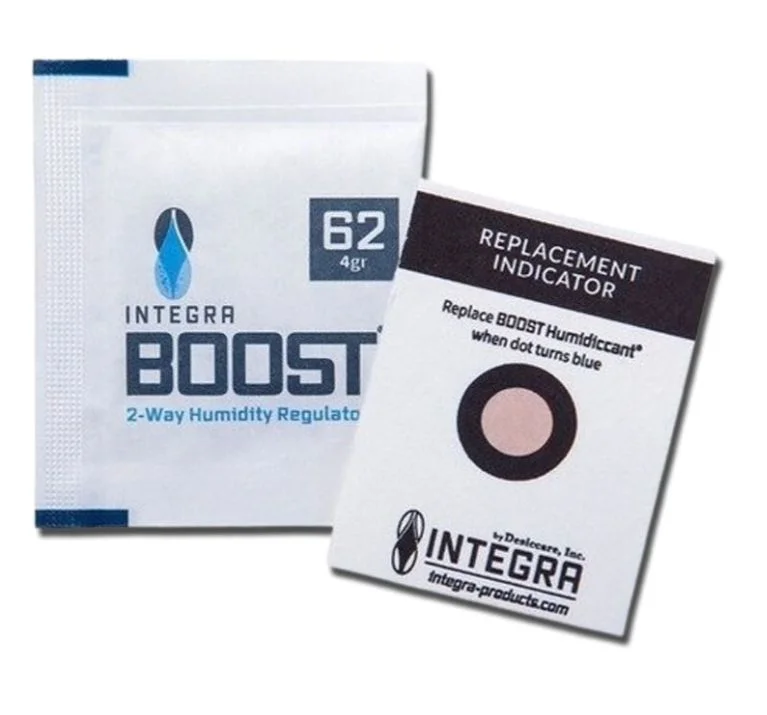 62
4gr
INTEGRA
BOOST®
2-Way Humidity Regulato
REPLACEMENT
INDICATOR
Replace BOOST Humidiccant®
when dot turns blue
by Desiccare, Inc.
INTEGRA
integra-products.com